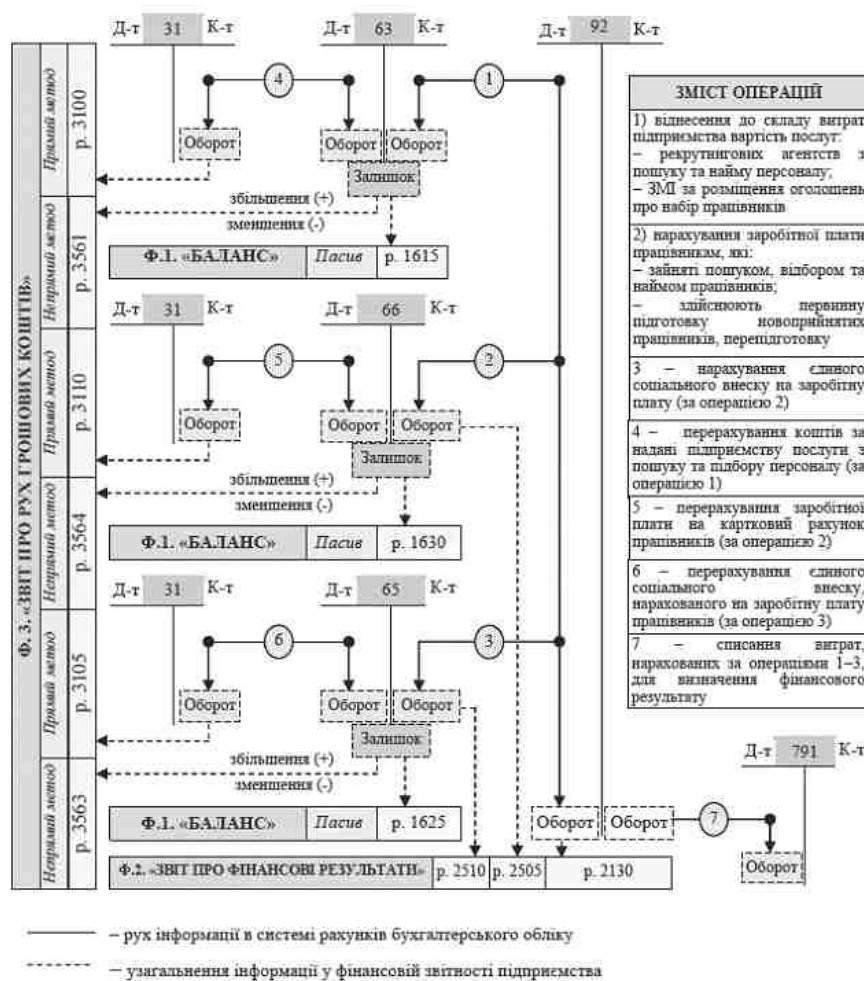 Д-т 31 К-т
Д-т 63 К-т
Д-т 92 К-т
Ф. 3. «ЗВІТ ПРО РУХ ГРОШОВИХ КОШТІВ»
Прямий метод
р. 3100
Непрямий метод
р. 3561
Прямий метод
р. 3110
Непрямий метод
р. 3564
Прямий метод
р. 3105
Непрямий метод
р. 3563
4
1
Оборот
Оборот
Оборот
Залишок
збільшення (+)
зменшення (-)
Ф.1. «БАЛАНС» Пасив р. 1615
Д-т 31 К-т
Д-т 66 К-т
5
2
Оборот
Оборот
Оборот
Залишок
збільшення (+)
зменшення (-)
Ф.1. «БАЛАНС» Пасив р. 1630
Д-т 31 К-т
Д-т 65 К-т
6
3
Оборот
Оборот
Оборот
Залишок
збільшення (+)
зменшення (-)
Ф.1. «БАЛАНС» Пасив р. 1625
Оборот
Оборот
7
Д-т 791 К-т
Оборот
Ф.2. «ЗВІТ ПРО ФІНАНСОВІ РЕЗУЛЬТАТИ» р. 2510 р. 2505 р. 2130
ЗМІСТ ОПЕРАЦІЙ
1) віднесення до складу витрат
підприємства вартість послуг:
– рекрутнигових агентств з
пошуку та найму персоналу;
– ЗМІ за розміщення оголошень
про набір працівників
2) нарахування заробітної плати
працівникам, які:
– зайняті пошуком, відбором та
наймом працівників;
– здійснюють первинну
підготовку новоприйнятих
працівників, перепідготовку
3 – нарахування єдиного
соціального внеску на заробітну
плату (за операцією 2)
4 – перерахування коштів за
надані підприємству послуги з
пошуку та підбору персоналу (за
операцією 1)
5 – перерахування заробітної
плати на картковий рахунок
працівників (за операцією 2)
6 – перерахування єдиного
соціального внеску,
нарахованого на заробітну плату
працівників (за операцією 3)
7 – списання витрат,
нарахованих за операціями 1–3,
для визначення фінансового
результату
– рух інформації в системі рахунків бухгалтерського обліку
– узагальнення інформації у фінансовій звітності підприємства